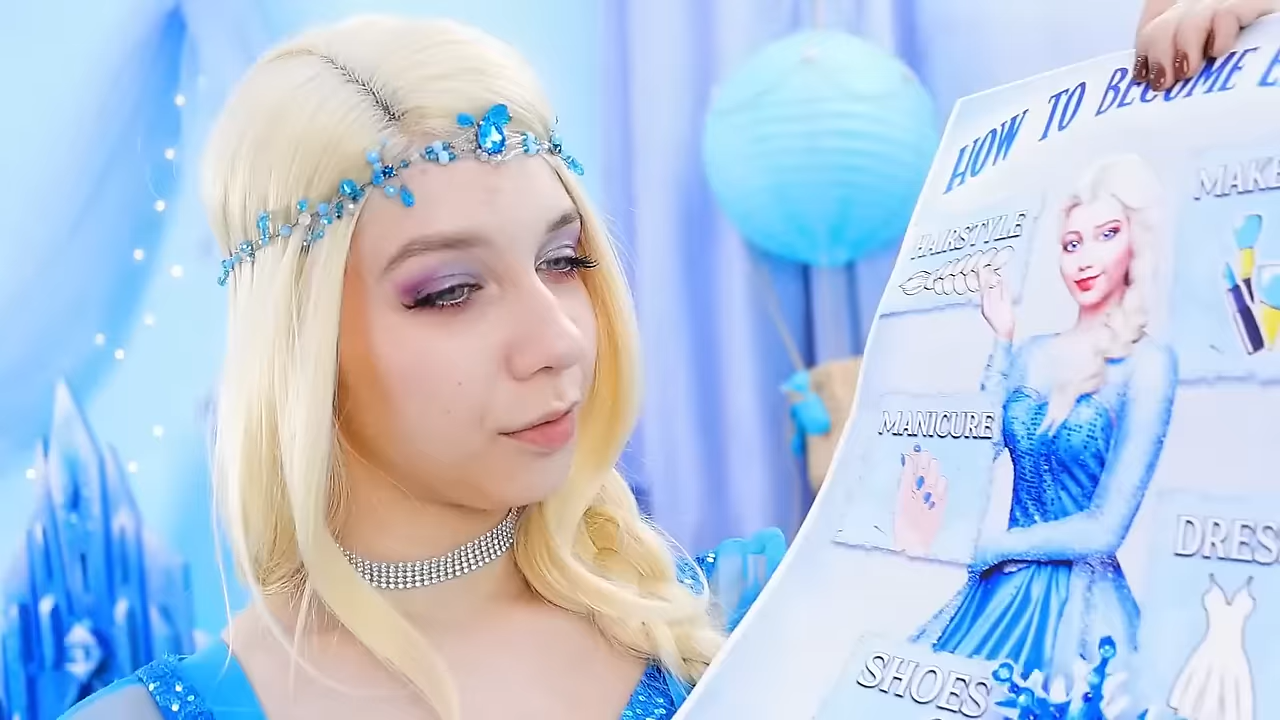 HOW TO BECOME E
HAIRSTYLE
MAKE
MANICURE
DRES
SHOES